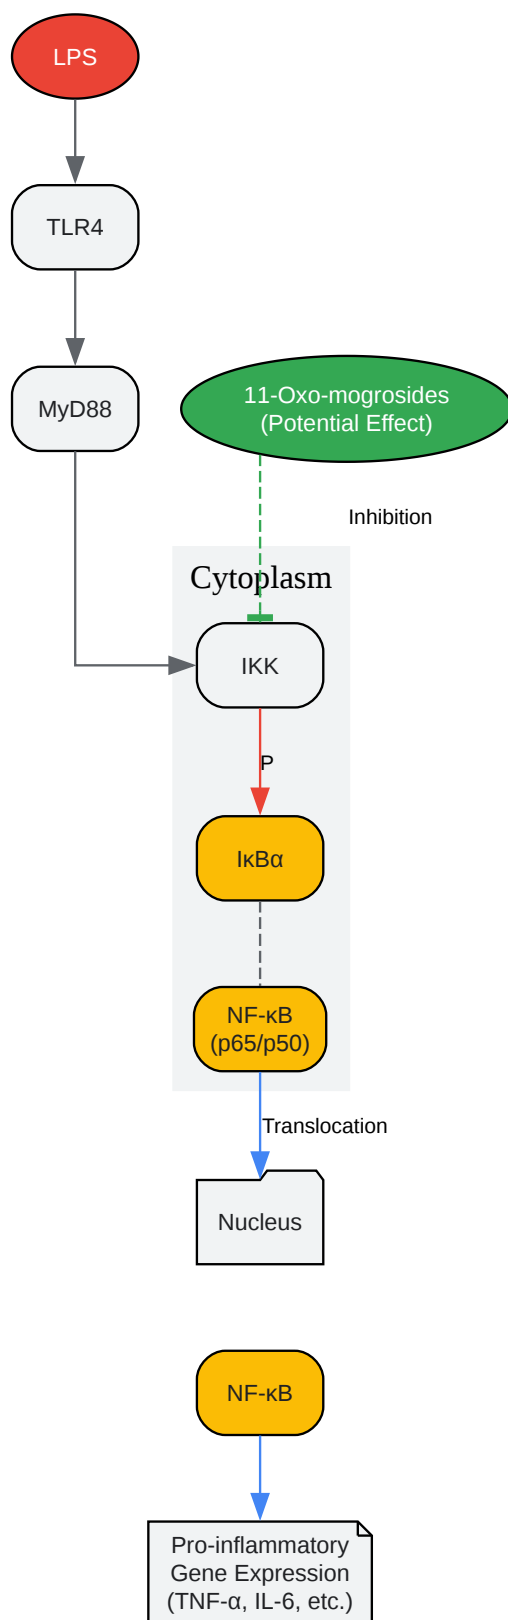 LPS
TLR4
MyD88
11-Oxo-mogrosides
(Potential Effect)
Inhibition
Cytoplasm
IKK
P
IκBα
NF-κB
(p65/p50)
Translocation
Nucleus
NF-κB
Pro-inflammatory
Gene Expression
(TNF-α, IL-6, etc.)